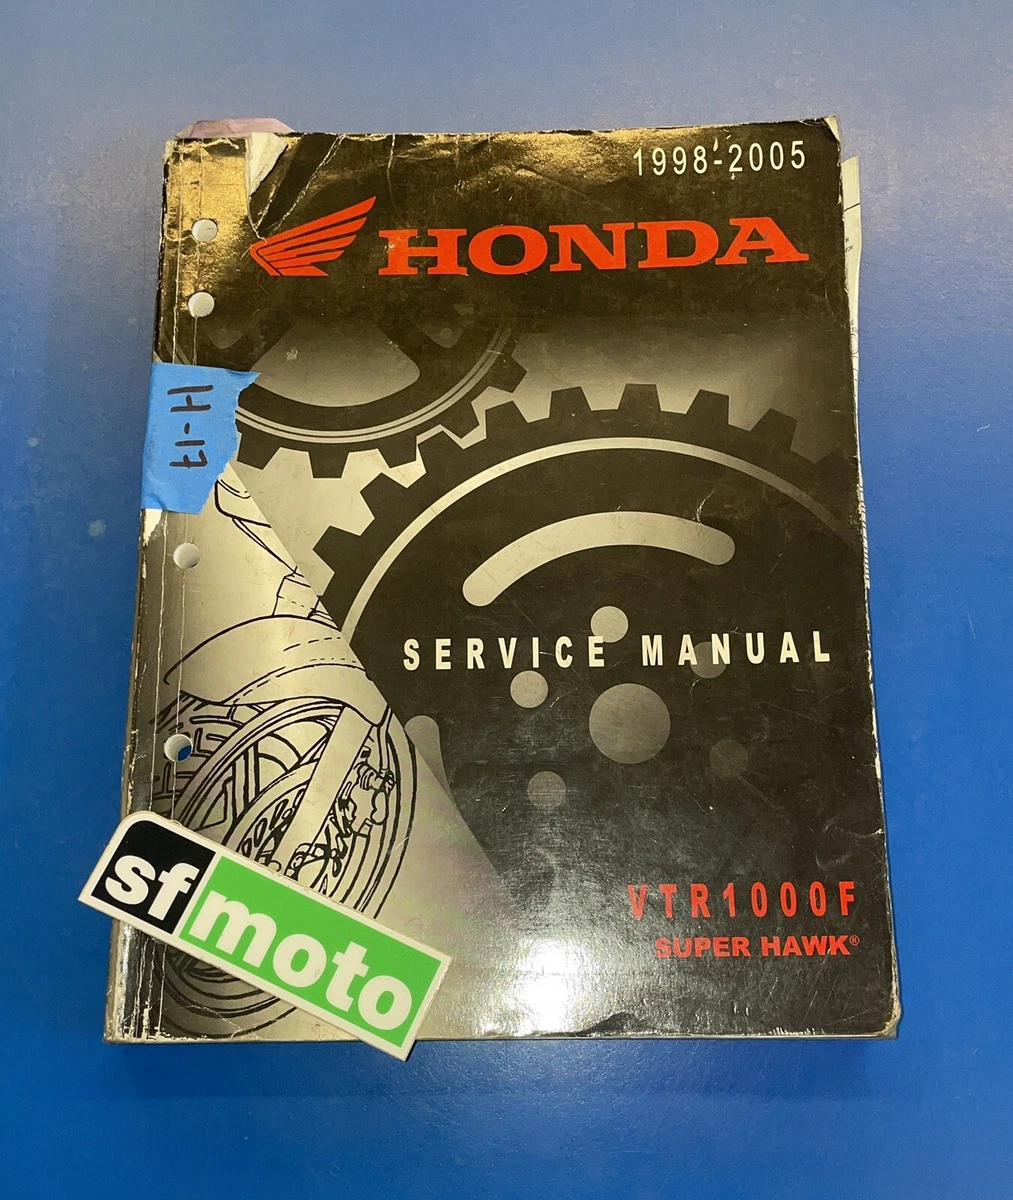 1998-2005
HONDA
H-17
SERVICE MANUAL
VTR1000F
SUPER HAWK®
sf moto